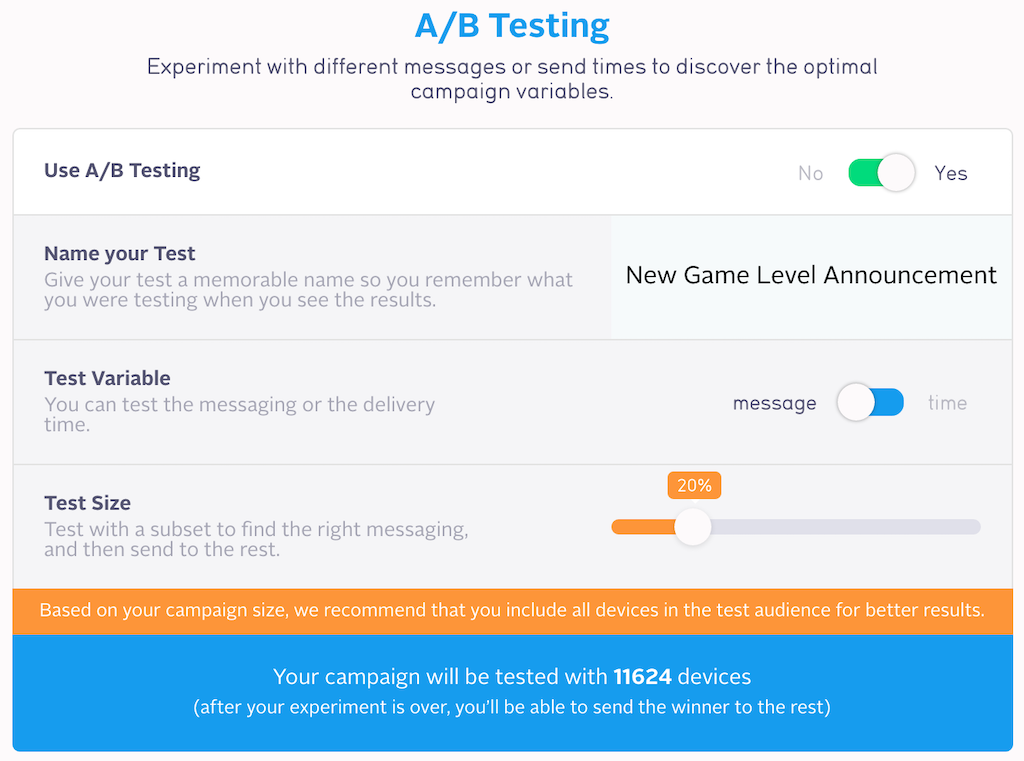 A/B Testing
Experiment with different messages or send times to discover the optimal
campaign variables.
Use A/B Testing
No Yes
Name your Test
Give your test a memorable name so you remember what
you were testing when you see the results.
New Game Level Announcement
Test Variable
You can test the messaging or the delivery
time.
message time
Test Size
Test with a subset to find the right messaging,
and then send to the rest.
20%
Based on your campaign size, we recommend that you include all devices in the test audience for better results.
Your campaign will be tested with 11624 devices
(after your experiment is over, you’ll be able to send the winner to the rest)